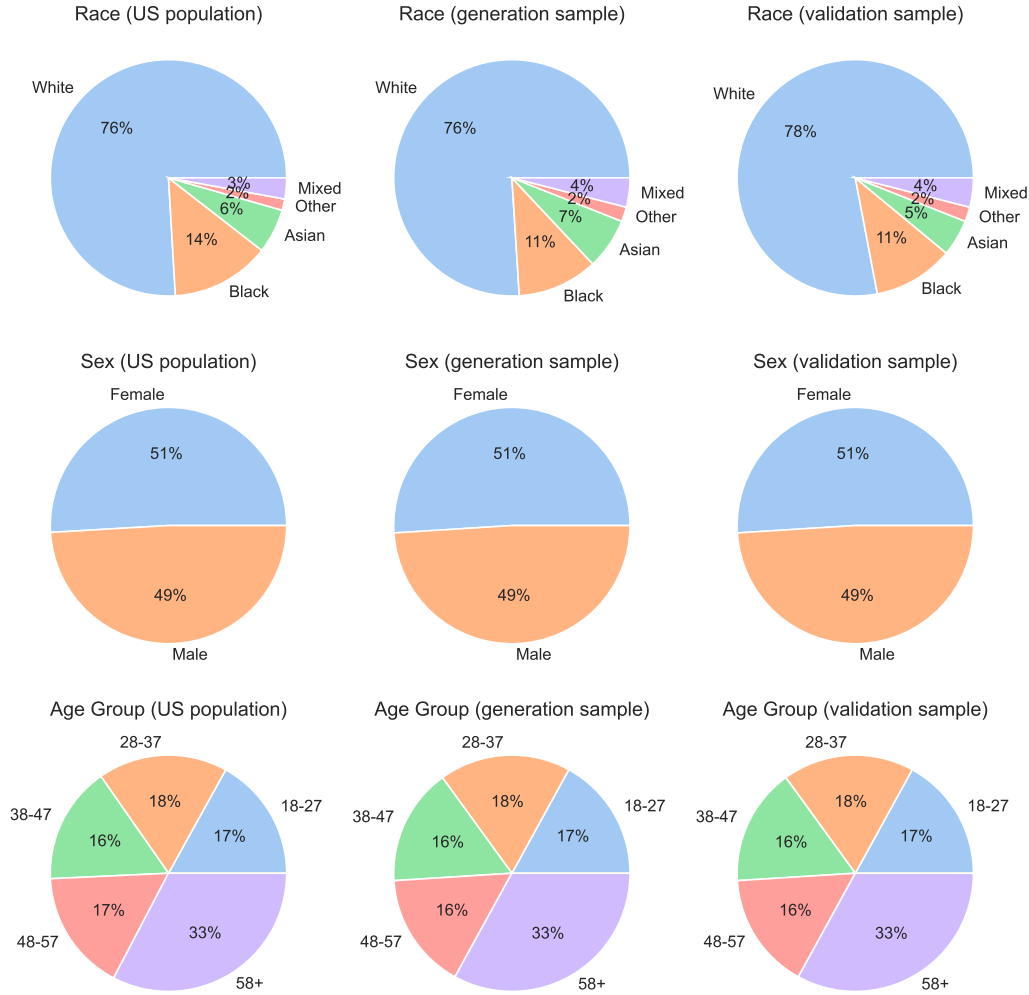 Race (US population)
White
76%
3%
Mixed
2%
Other
6%
Asian
14%
Black
Race (generation sample)
White
76%
4%
Mixed
2%
Other
7%
Asian
11%
Black
Race (validation sample)
White
78%
4%
Mixed
2%
Other
5%
Asian
11%
Black
Sex (US population)
Female
51%
49%
Male
Sex (generation sample)
Female
51%
49%
Male
Sex (validation sample)
Female
51%
49%
Male
Age Group (US population)
28-37
18%
18-27
17%
38-47
16%
17%
48-57
33%
58+
Age Group (generation sample)
28-37
18%
18-27
17%
38-47
16%
16%
48-57
33%
58+
Age Group (validation sample)
28-37
18%
18-27
17%
38-47
16%
16%
48-57
33%
58+